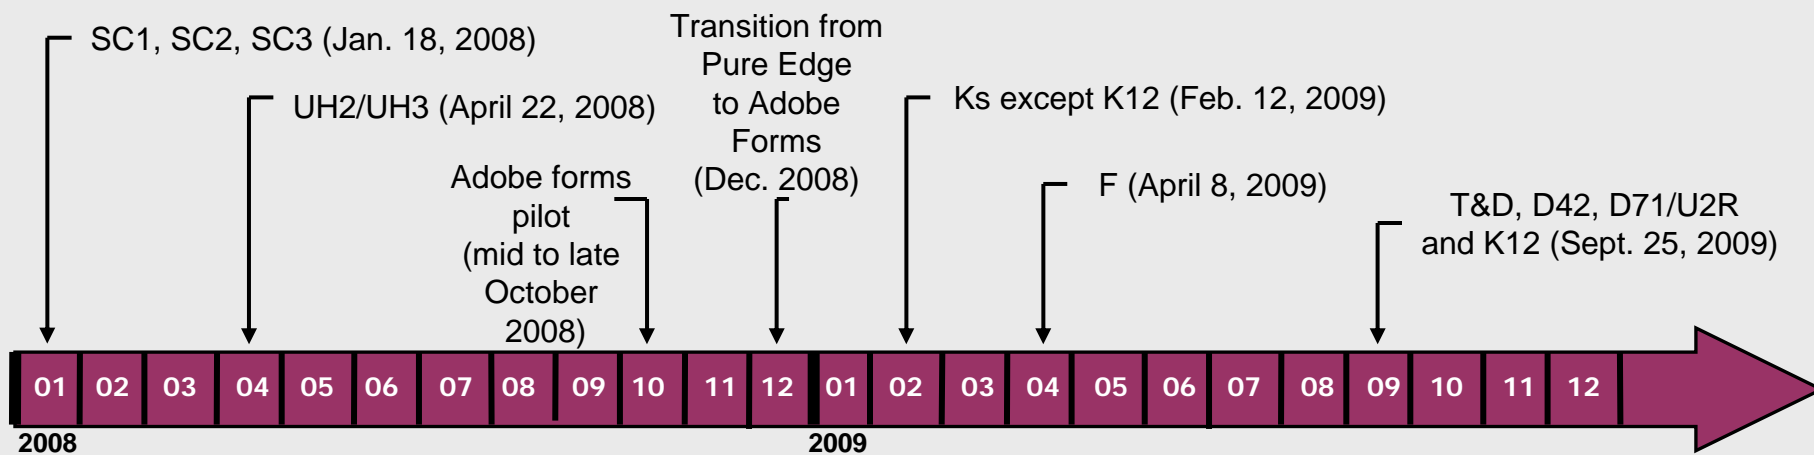 SC1, SC2, SC3 (Jan. 18, 2008)
UH2/UH3 (April 22, 2008)
Adobe forms
pilot
(mid to late
October
2008)
Transition from
Pure Edge
to Adobe
Forms
(Dec. 2008)
Ks except K12 (Feb. 12, 2009)
F (April 8, 2009)
T&D, D42, D71/U2R
and K12 (Sept. 25, 2009)
01 02 03 04 05 06 07 08 09 10 11 12 01 02 03 04 05 06 07 08 09 10 11 12
2008 2009